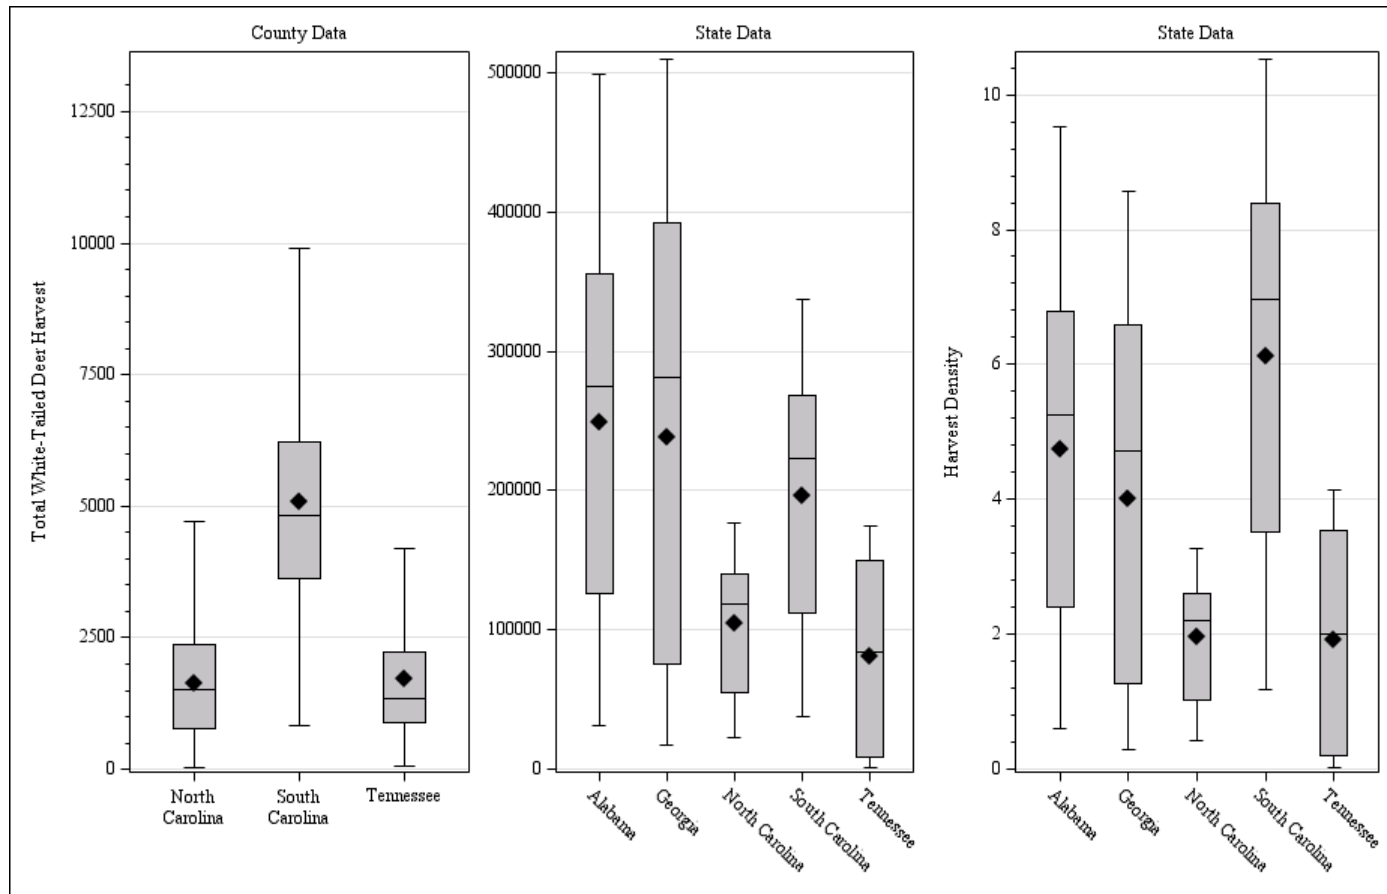 County Data
State Data
State Data
Total White-Tailed Deer Harvest
12500
10000
7500
5000
2500
0
North
Carolina
South
Carolina
Tennessee
500000
400000
300000
200000
100000
0
Alabama
Georgia
North Carolina
South Carolina
Tennessee
Harvest Density
10
8
6
4
2
0
Alabama
Georgia
North Carolina
South Carolina
Tennessee